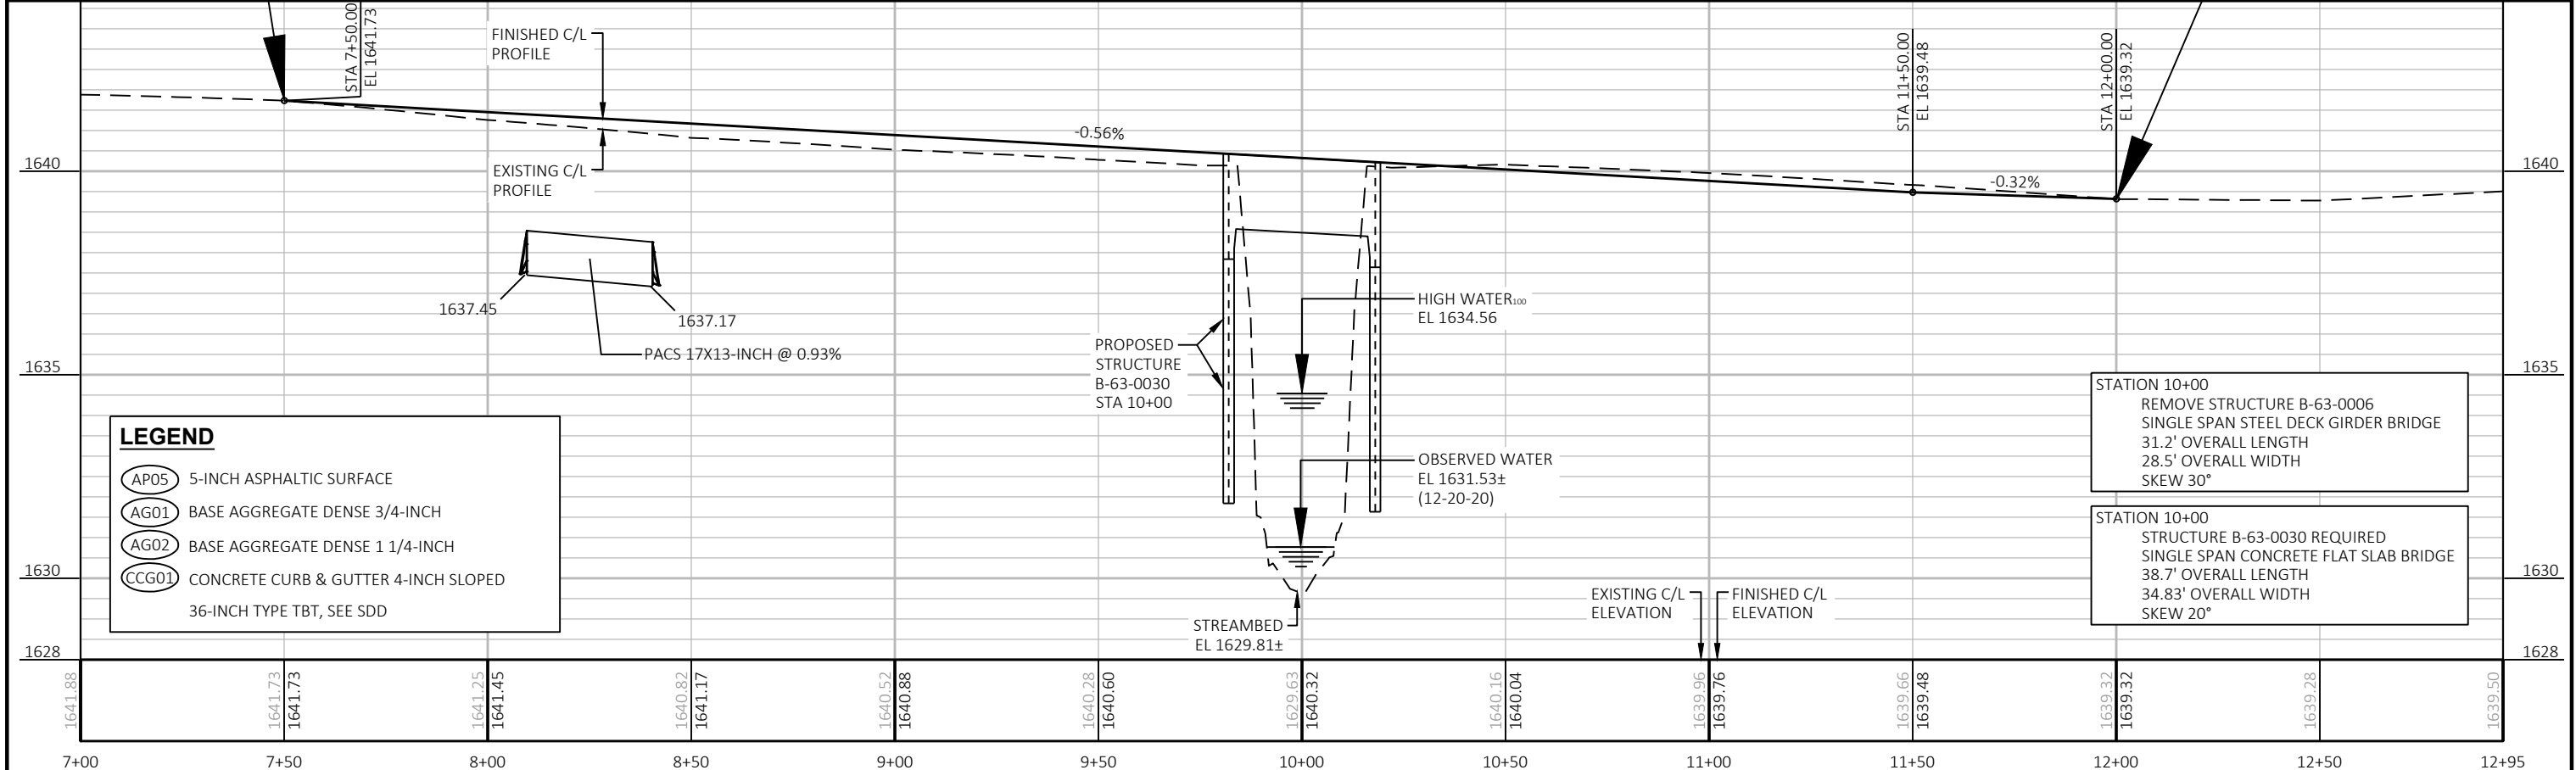 STA 7+50.00
EL 1641.73
FINISHED C/L
PROFILE
EXISTING C/L
PROFILE
-0.56%
STA 11+50.00
EL 1639.48
STA 12+00.00
EL 1639.32
-0.32%
1640
1640
1637.45
1637.17
PACS 17X13-INCH @ 0.93%
PROPOSED
STRUCTURE
B-63-0030
STA 10+00
HIGH WATER100
EL 1634.56
OBSERVED WATER
EL 1631.53±
(12-20-20)
STREAMBED
EL 1629.81±
1635
1635
LEGEND
AP05 5-INCH ASPHALTIC SURFACE
AG01 BASE AGGREGATE DENSE 3/4-INCH
AG02 BASE AGGREGATE DENSE 1 1/4-INCH
CCG01 CONCRETE CURB & GUTTER 4-INCH SLOPED
36-INCH TYPE TBT, SEE SDD
STATION 10+00
REMOVE STRUCTURE B-63-0006
SINGLE SPAN STEEL DECK GIRDER BRIDGE
31.2' OVERALL LENGTH
28.5' OVERALL WIDTH
SKEW 30°
STATION 10+00
STRUCTURE B-63-0030 REQUIRED
SINGLE SPAN CONCRETE FLAT SLAB BRIDGE
38.7' OVERALL LENGTH
34.83' OVERALL WIDTH
SKEW 20°
1630
1630
EXISTING C/L
ELEVATION
FINISHED C/L
ELEVATION
1628
1628
1641.88
1641.73
1641.73
1641.25
1641.45
1640.82
1641.17
1640.52
1640.88
1640.28
1640.60
1629.63
1640.32
1640.16
1640.04
1639.96
1639.76
1639.66
1639.48
1639.32
1639.32
1639.28
1639.50
7+00
7+50
8+00
8+50
9+00
9+50
10+00
10+50
11+00
11+50
12+00
12+50
12+95